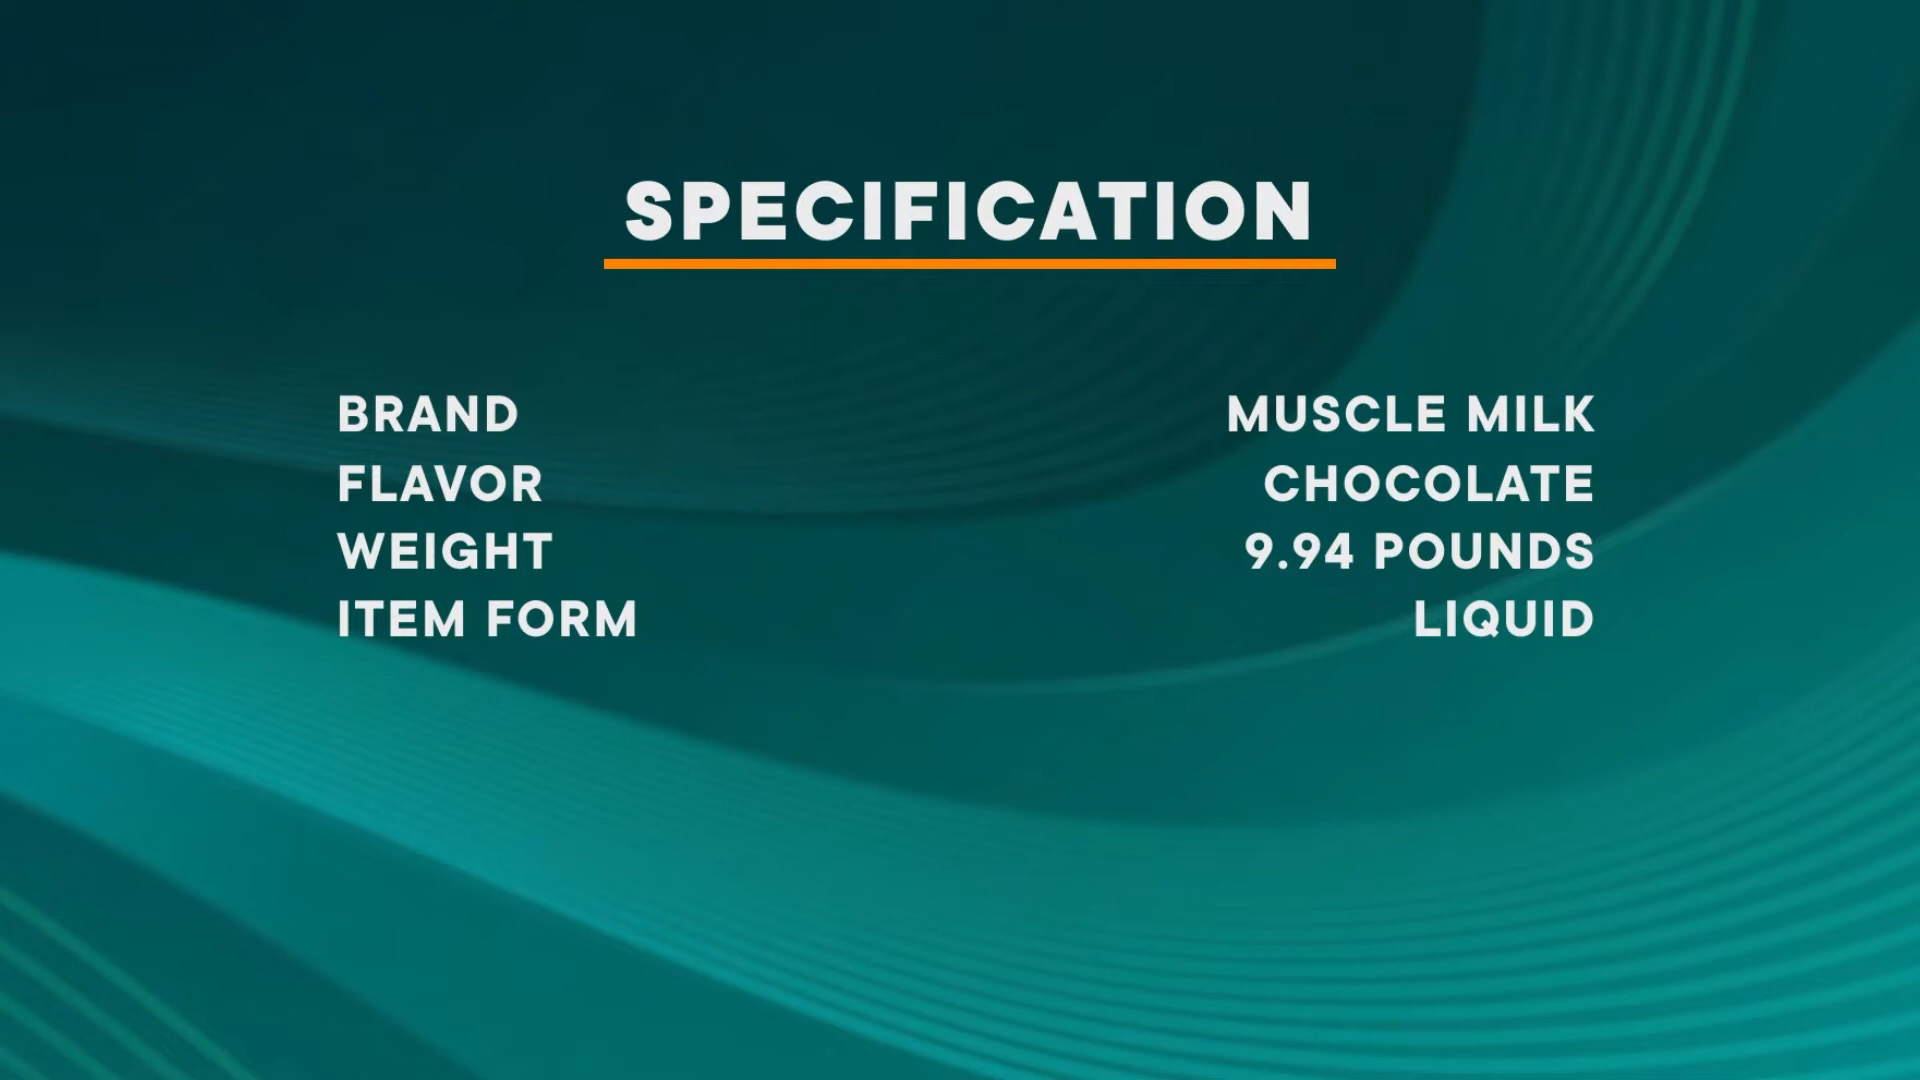 SPECIFICATION
BRAND MUSCLE MILK
FLAVOR CHOCOLATE
WEIGHT 9.94 POUNDS
ITEM FORM LIQUID